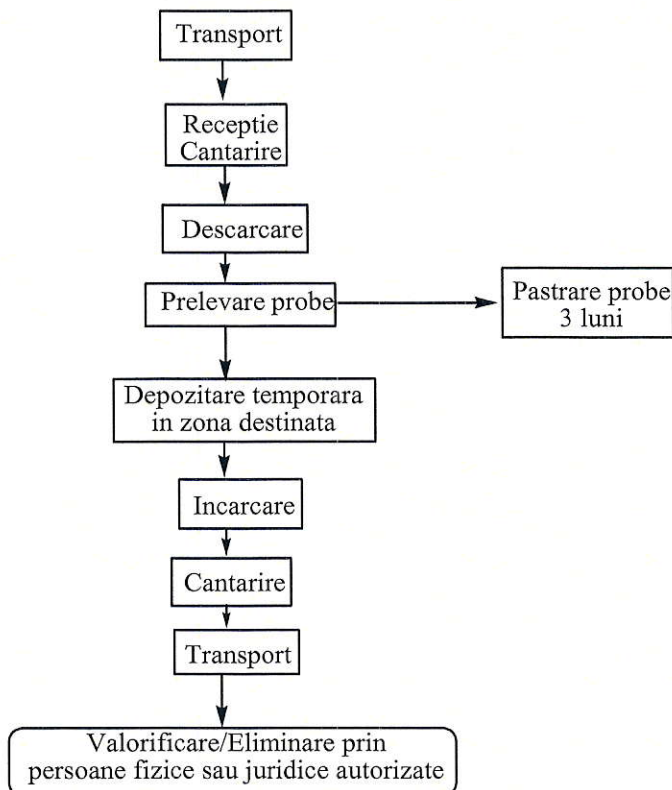 Transport
Receptie
Cantarire
Descarcare
Prelevare probe
Pastrare probe
3 luni
Depozitare temporara
in zona destinata
Incarcare
Cantarire
Transport
Valorificare/Eliminare prin
persoane fizice sau juridice autorizate